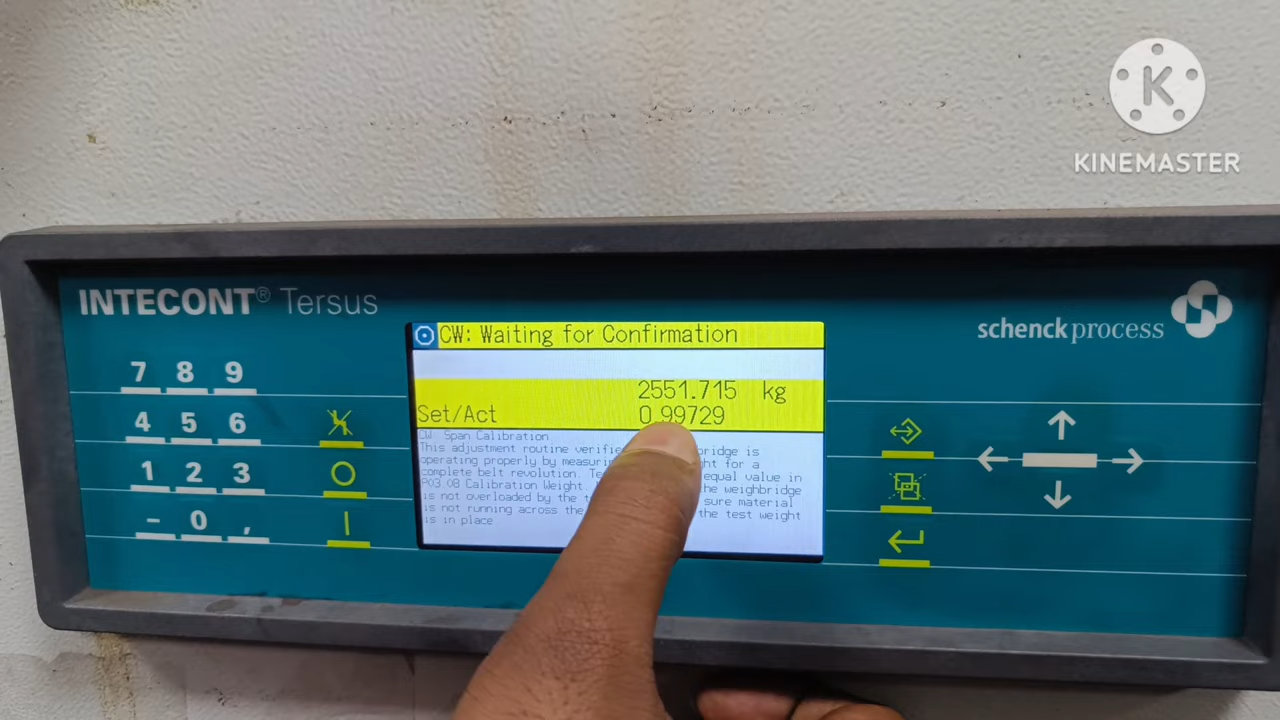 KINEMASTER
INTECONT® Tersus
schenck process
CW: Waiting for Confirmation
2551.715 kg
Set/Act 0.99729
CW: Span Calibration
This adjustment routine verifie bridge is
operating properly by measurin ght for a
complete belt revolution. equal value in
P03.08 Calibration Weight. the weighbridge
is not overloaded by the sure material
is not running across the the test weight
is in place
7 8 9
4 5 6
1 2 3
- 0 ,